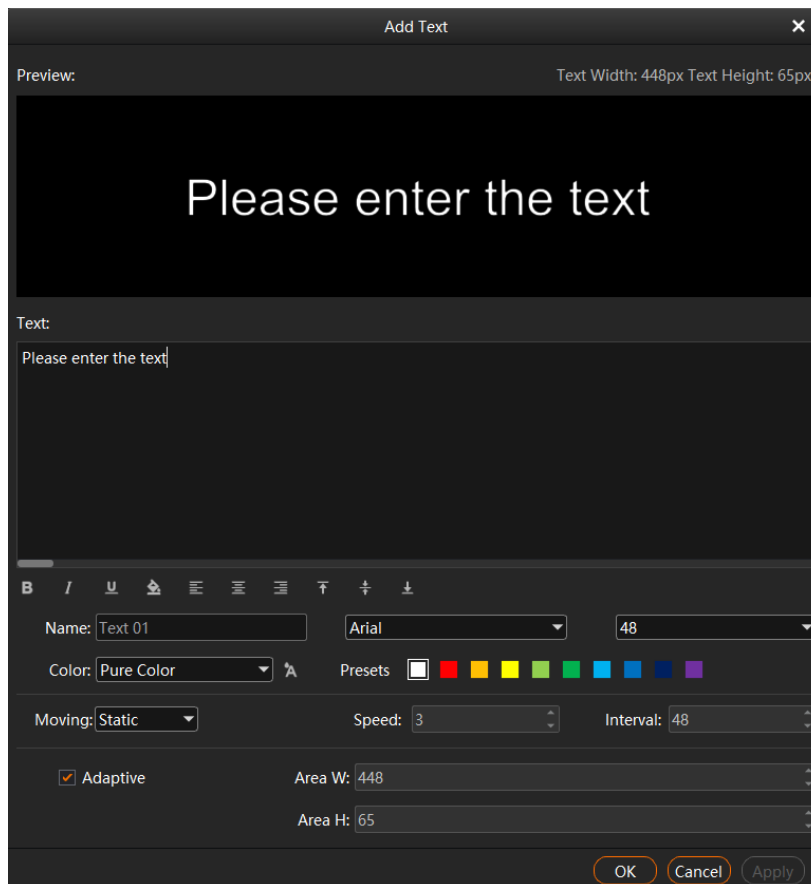 Add Text
Preview:
Text Width: 448px Text Height: 65px
Please enter the text
Text:
Please enter the text
B I U
Name: Text 01 Arial 48
Color: Pure Color A Presets
Moving: Static Speed: 3 Interval: 48
Adaptive Area W: 448
Area H: 65
OK Cancel Apply